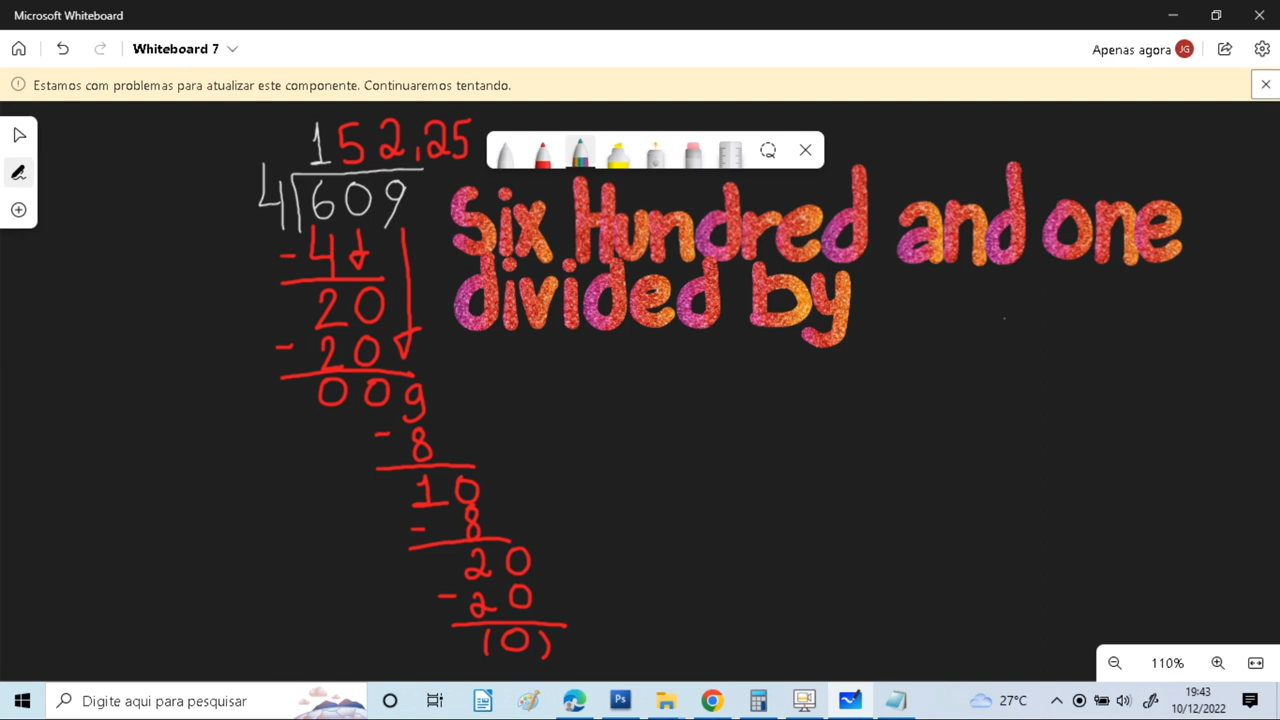 Microsoft Whiteboard
Whiteboard 7
Apenas agora JG
Estamos com problemas para atualizar este componente. Continuaremos tentando.
152,25
4 609
-4
20
-20
009
-8
10
-8
20
-20
(0)
Six Hundred and one
divided by
110%
Digite aqui para pesquisar
Ps
27°C
19:43
10/12/2022